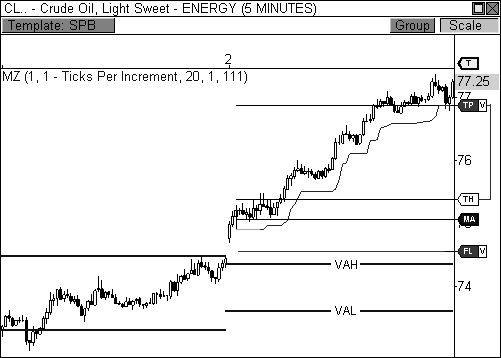 CL.. - Crude Oil, Light Sweet - ENERGY (5 MINUTES)
Template: SPB Group Scale
2
T
MZ (1, 1 - Ticks Per Increment, 20, 1, 111)
77.25
77
TP V
76
TH
MA
FL V
VAH
74
VAL